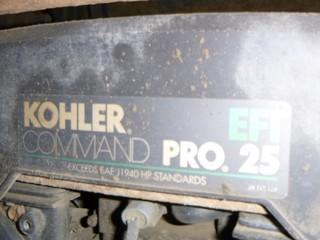 KOHLER. EFI
COMMAND PRO. 25
EXCEEDS SAE J1940 HP STANDARDS